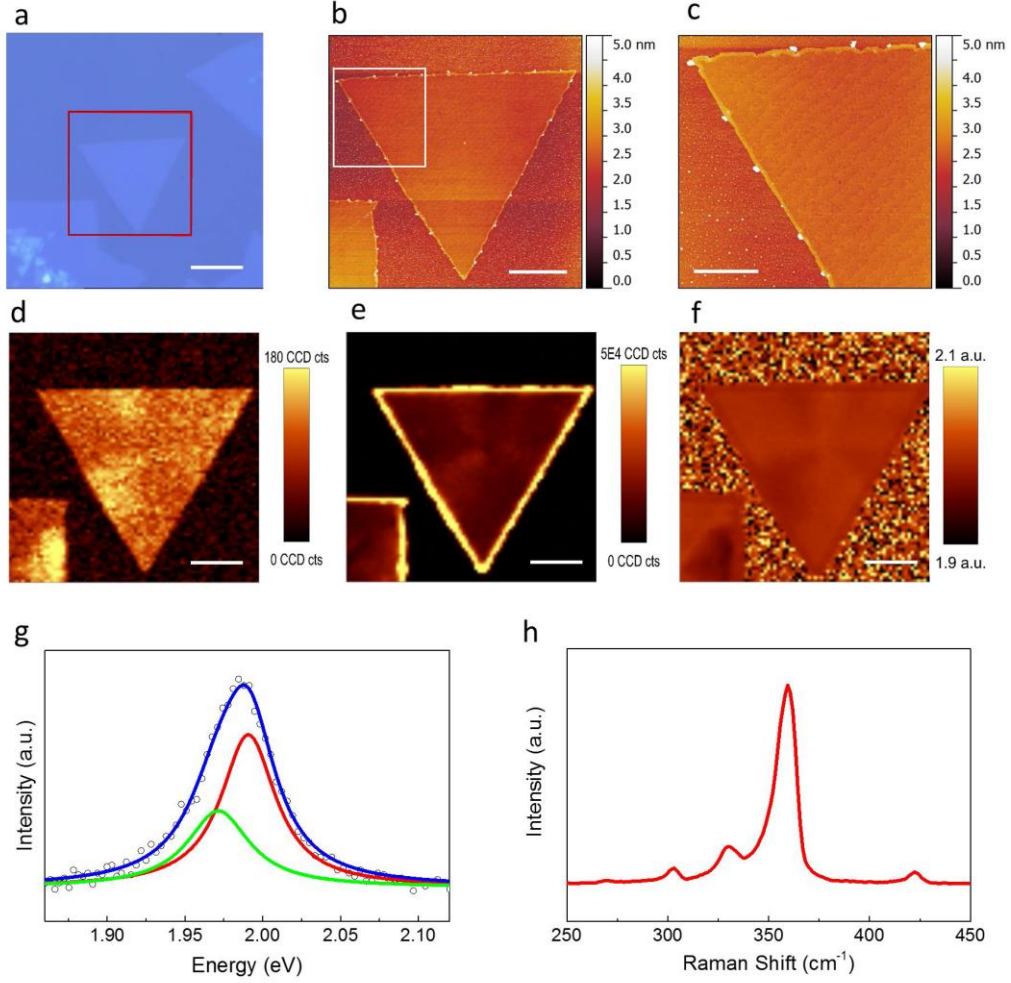 a
b
c
5.0 nm
4.0
3.5
3.0
2.5
2.0
1.5
1.0
0.5
0.0
5.0 nm
4.0
3.5
3.0
2.5
2.0
1.5
1.0
0.5
0.0
d
e
f
180 CCD cts
0 CCD cts
5E4 CCD cts
0 CCD cts
2.1 a.u.
1.9 a.u.
g
h
Intensity (a.u.)
1.90 1.95 2.00 2.05 2.10
Energy (eV)
Intensity (a.u.)
250 300 350 400 450
Raman Shift (cm⁻¹)